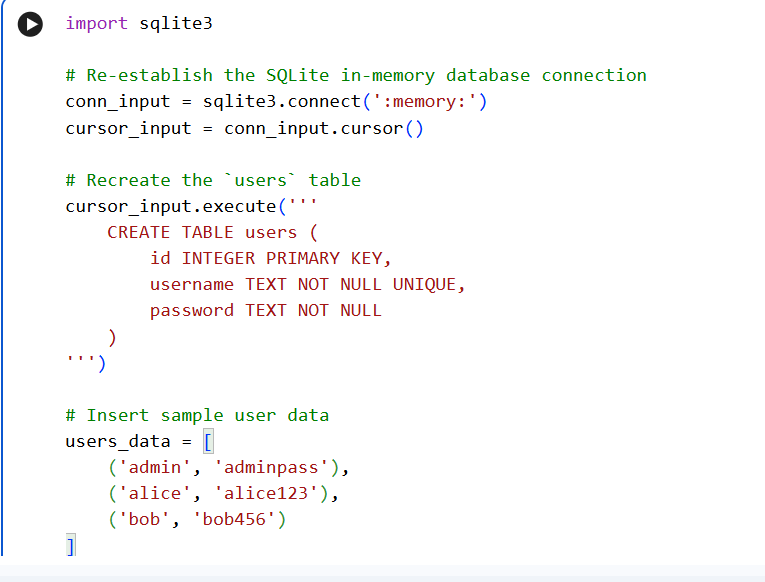 import sqlite3
# Re-establish the SQLite in-memory database connection
conn_input = sqlite3.connect(':memory:')
cursor_input = conn_input.cursor()
# Recreate the `users` table
cursor_input.execute('''
    CREATE TABLE users (
        id INTEGER PRIMARY KEY,
        username TEXT NOT NULL UNIQUE,
        password TEXT NOT NULL
    )
''')
# Insert sample user data
users_data = [
    ('admin', 'adminpass'),
    ('alice', 'alice123'),
    ('bob', 'bob456')
]